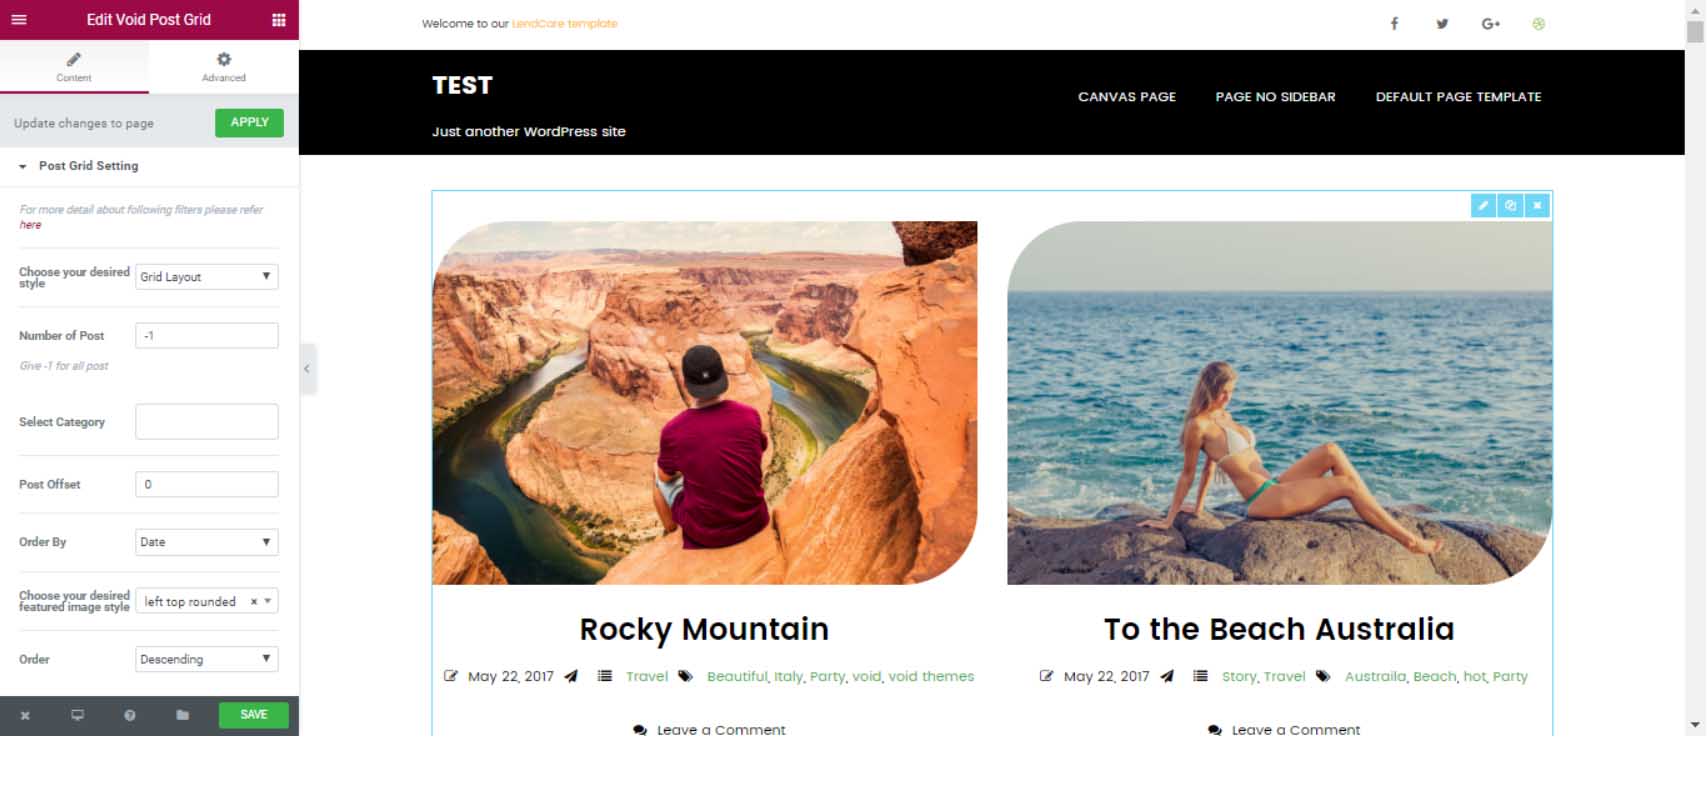 Edit Void Post Grid
Content
Advanced
Update changes to page
APPLY
Post Grid Setting
For more detail about following filters please refer
here
Choose your desired
style
Grid Layout
Number of Post
-1
Give -1 for all post
Select Category
Post Offset
0
Order By
Date
Choose your desired
featured image style
left top rounded
Order
Descending
SAVE
Welcome to our LendCare template
G+
TEST
Just another WordPress site
CANVAS PAGE
PAGE NO SIDEBAR
DEFAULT PAGE TEMPLATE
Rocky Mountain
May 22, 2017 Travel Beautiful, Italy, Party, void, void themes
Leave a Comment
To the Beach Australia
May 22, 2017 Story, Travel Austraila, Beach, hot, Party
Leave a Comment